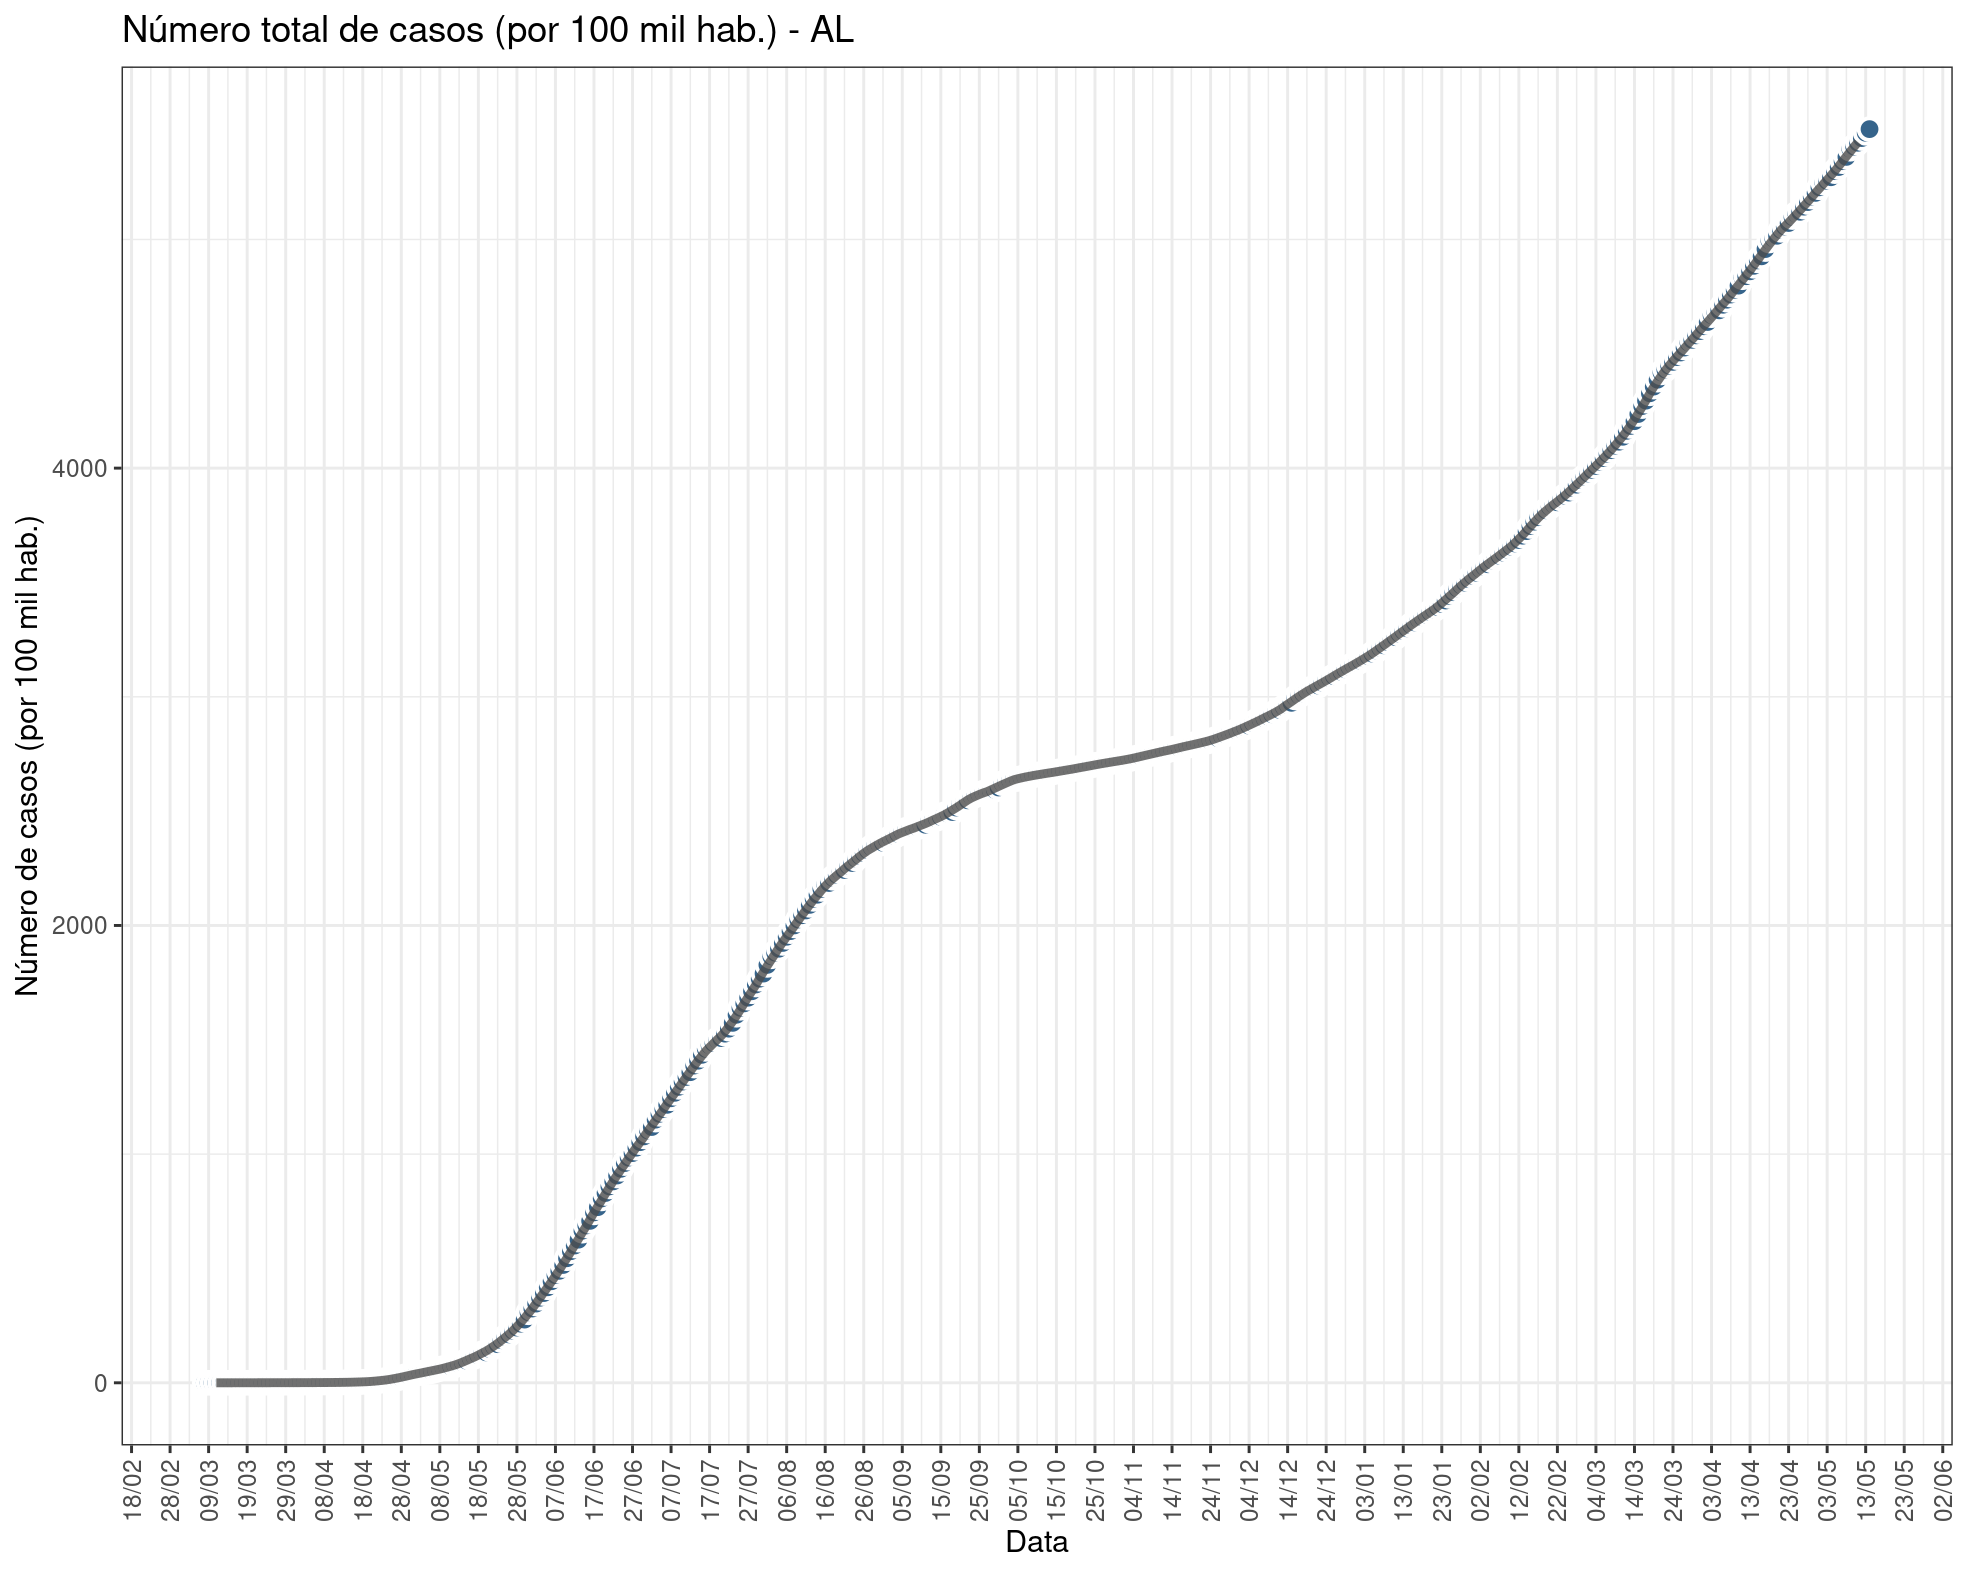 Número total de casos (por 100 mil hab.) - AL
Número de casos (por 100 mil hab.)
4000
2000
0
18/02 28/02 09/03 19/03 29/03 08/04 18/04 28/04 08/05 18/05 28/05 07/06 17/06 27/06 07/07 17/07 27/07 06/08 16/08 26/08 05/09 15/09 25/09 05/10 15/10 25/10 04/11 14/11 24/11 04/12 14/12 24/12 03/01 13/01 23/01 02/02 12/02 22/02 04/03 14/03 24/03 03/04 13/04 23/04 03/05 13/05 23/05 02/06
Data